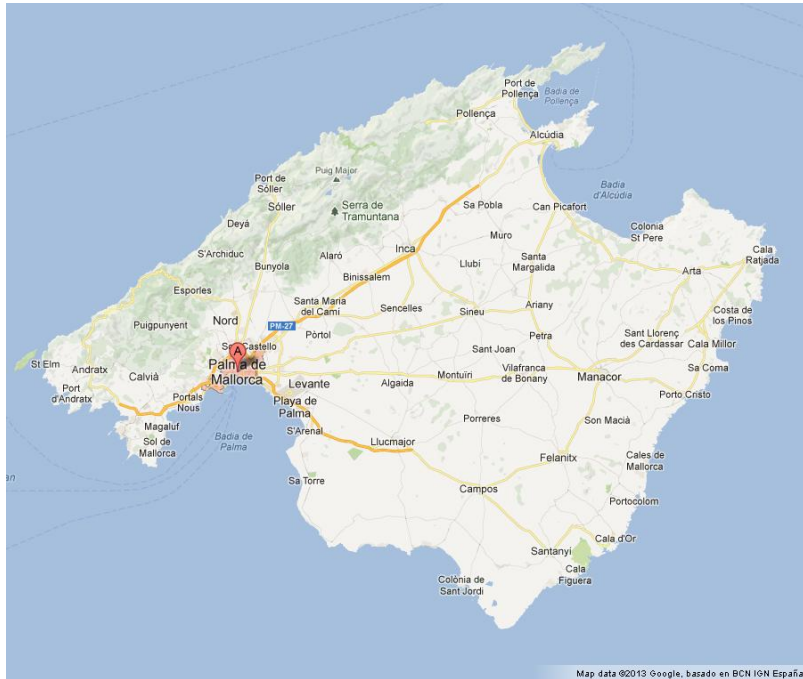 Port de
Pollença
Badia de
Pollença
Pollença
Alcúdia
Puig Major
Port de
Sóller
Badia
d'Alcúdia
Sóller
Serra de
Tramuntana
Sa Pobla
Can Picafort
Deyá
Colonia
St Pere
Muro
S'Archiduc
Alaró
Inca
Cala
Ratjada
Bunyola
Binissalem
Llubí
Santa
Margalida
Arta
Esporles
Santa Maria
del Camí
Sencelles
Sineu
Ariany
Costa de
los Pinos
Nord
Puigpunyent
PM-27
Pòrtol
Petra
Sant Llorenç
des Cardassar
Cala Millor
Castello
A
Sant Joan
St Elm
Andratx
Palma de
Mallorca
Calviá
Levante
Algaida
Montuïri
Vilafranca
de Bonany
Manacor
Sa Coma
Port
d'Andratx
Portals
Nous
Playa de
Palma
Porto Cristo
Magaluf
Porreres
Son Macià
Sol de
Mallorca
Badia de
Palma
S'Arenal
Llucmajor
Felanitx
Cales de
Mallorca
an
Sa Torre
Campos
Portocolom
Cala d'Or
Santanyí
Colònia de
Sant Jordi
Cala
Figuera
Map data ©2013 Google, basado en BCN IGN España